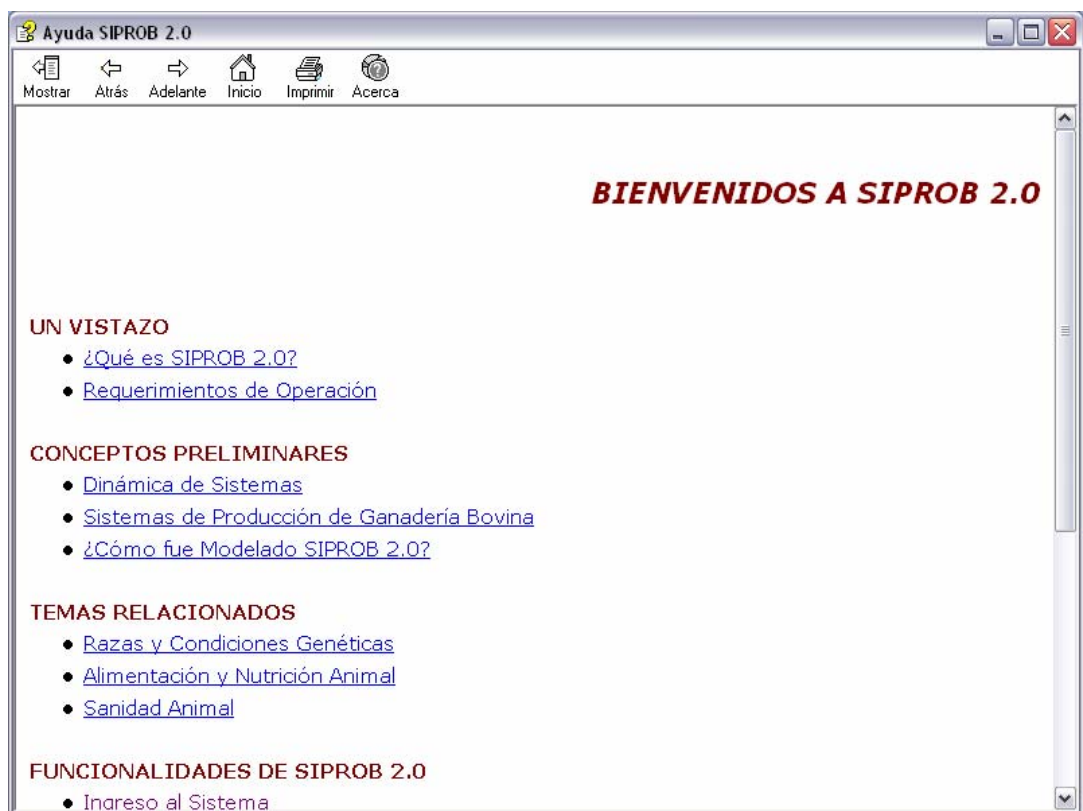 Ayuda SIPROB 2.0
Mostrar Atrás Adelante Inicio Imprimir Acerca
BIENVENIDOS A SIPROB 2.0
UN VISTAZO
• ¿Qué es SIPROB 2.0?
• Requerimientos de Operación
CONCEPTOS PRELIMINARES
• Dinámica de Sistemas
• Sistemas de Producción de Ganadería Bovina
• ¿Cómo fue Modelado SIPROB 2.0?
TEMAS RELACIONADOS
• Razas y Condiciones Genéticas
• Alimentación y Nutrición Animal
• Sanidad Animal
FUNCIONALIDADES DE SIPROB 2.0
• Ingreso al Sistema